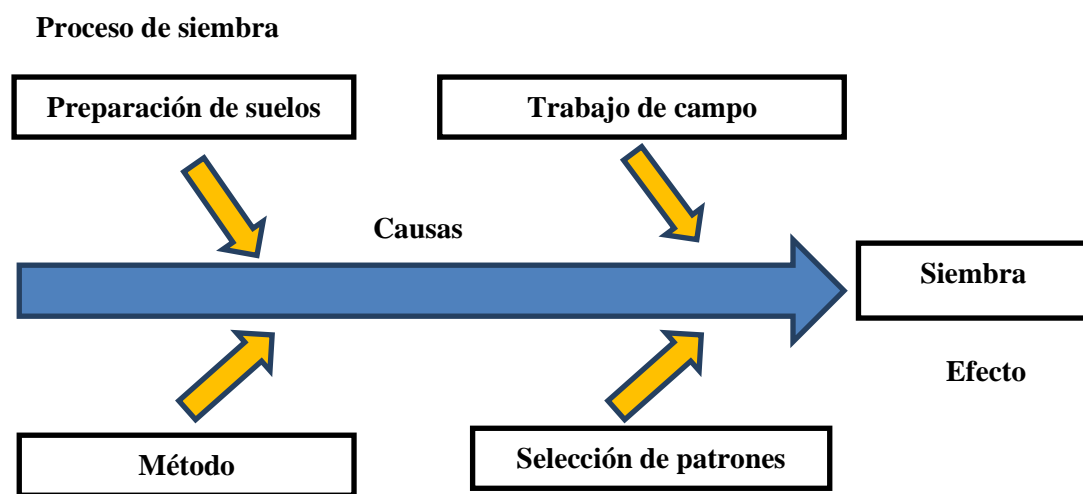 Proceso de siembra
Preparación de suelos
Trabajo de campo
Causas
Siembra
Efecto
Método
Selección de patrones